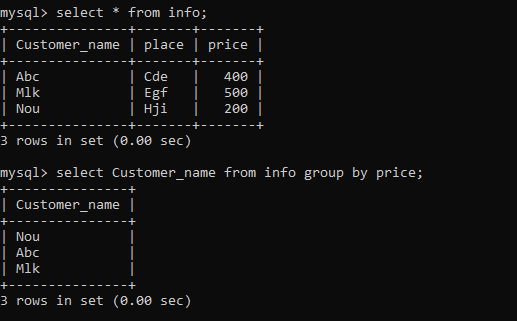 mysql> select * from info;
+---------------+-------+-------+
| Customer_name | place | price |
+---------------+-------+-------+
| Abc           | Cde   |   400 |
| Mlk           | Egf   |   500 |
| Nou           | Hji   |   200 |
+---------------+-------+-------+
3 rows in set (0.00 sec)

mysql> select Customer_name from info group by price;
+---------------+
| Customer_name |
+---------------+
| Nou           |
| Abc           |
| Mlk           |
+---------------+
3 rows in set (0.00 sec)